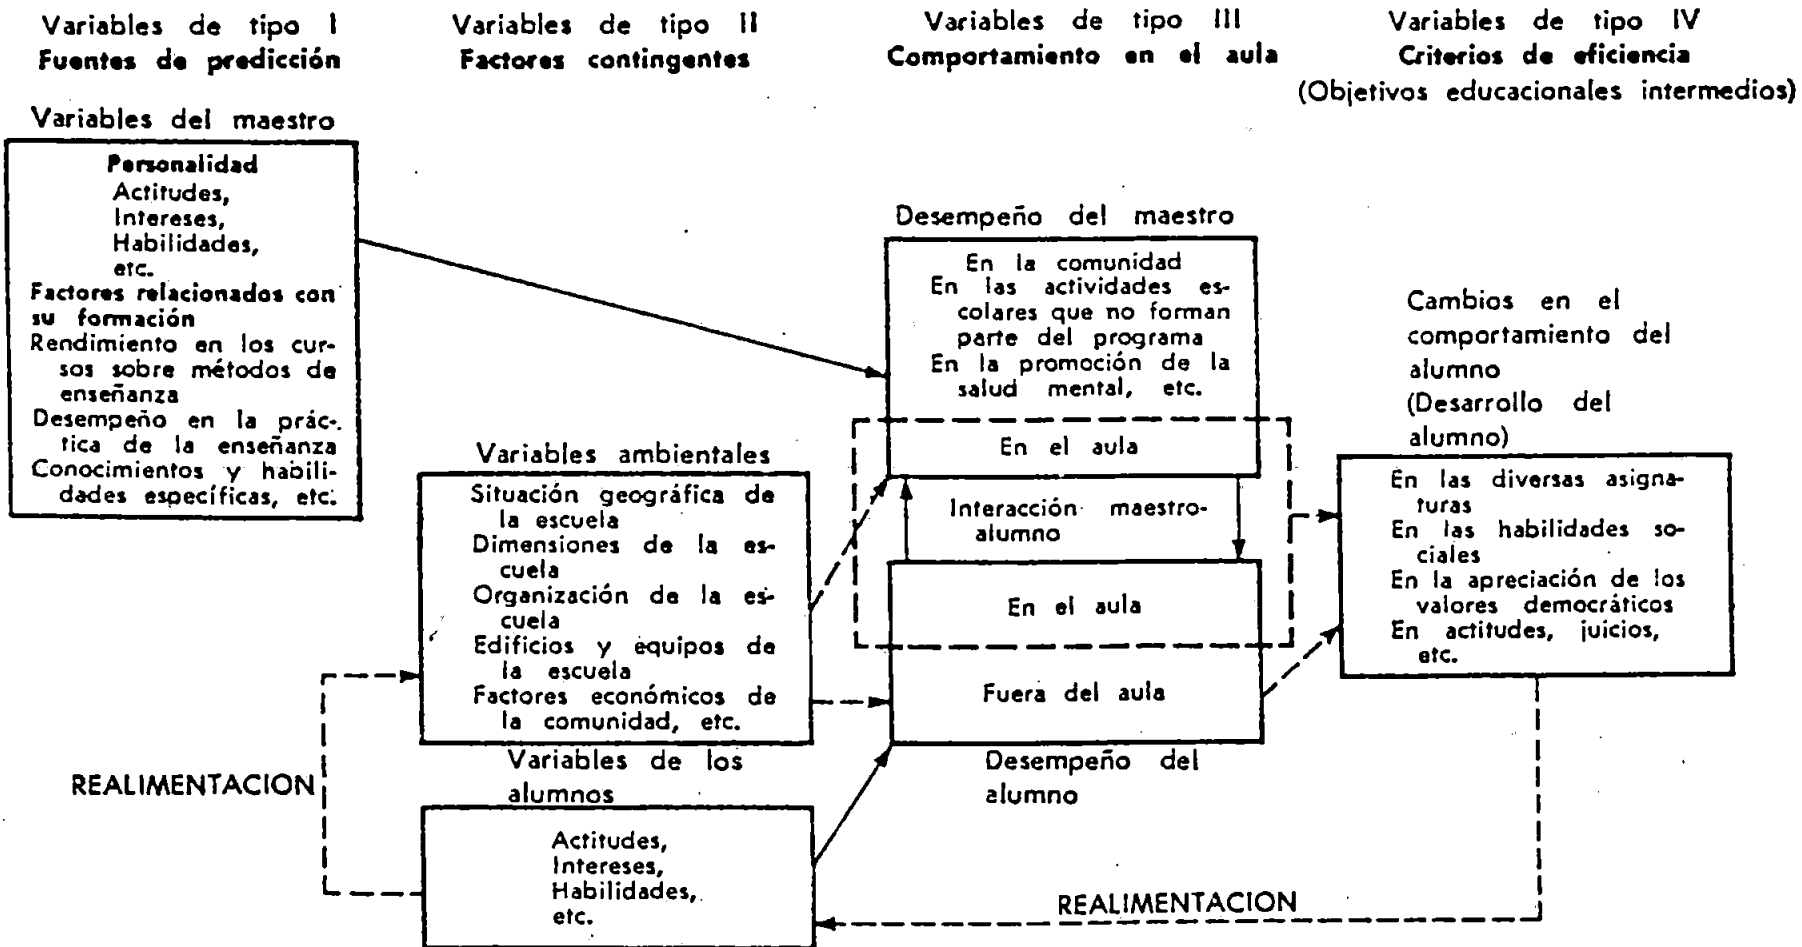 Variables de tipo I
Fuentes de predicción
Variables del maestro
Personalidad
Actitudes,
Intereses,
Habilidades,
etc.
Factores relacionados con
su formación
Rendimiento en los cur-
sos sobre métodos de
enseñanza
Desempeño en la prác-
tica de la enseñanza
Conocimientos y habili-
dades específicas, etc.
Variables de tipo II
Factores contingentes
Variables ambientales
Situación geográfica de
la escuela
Dimensiones de la es-
cuela
Organización de la es-
cuela
Edificios y equipos de
la escuela
Factores económicos de
la comunidad, etc.
Variables de los
alumnos
Actitudes,
Intereses,
Habilidades,
etc.
REALIMENTACION
Variables de tipo III
Comportamiento en el aula
Desempeño del maestro
En la comunidad
En las actividades es-
colares que no forman
parte del programa
En la promoción de la
salud mental, etc.
En el aula
Interacción maestro-
alumno
En el aula
Fuera del aula
Desempeño del
alumno
Variables de tipo IV
Criterios de eficiencia
(Objetivos educacionales intermedios)
Cambios en el
comportamiento del
alumno
(Desarrollo del
alumno)
En las diversas asigna-
turas
En las habilidades so-
ciales
En la apreciación de los
valores democráticos
En actitudes, juicios,
etc.
REALIMENTACION